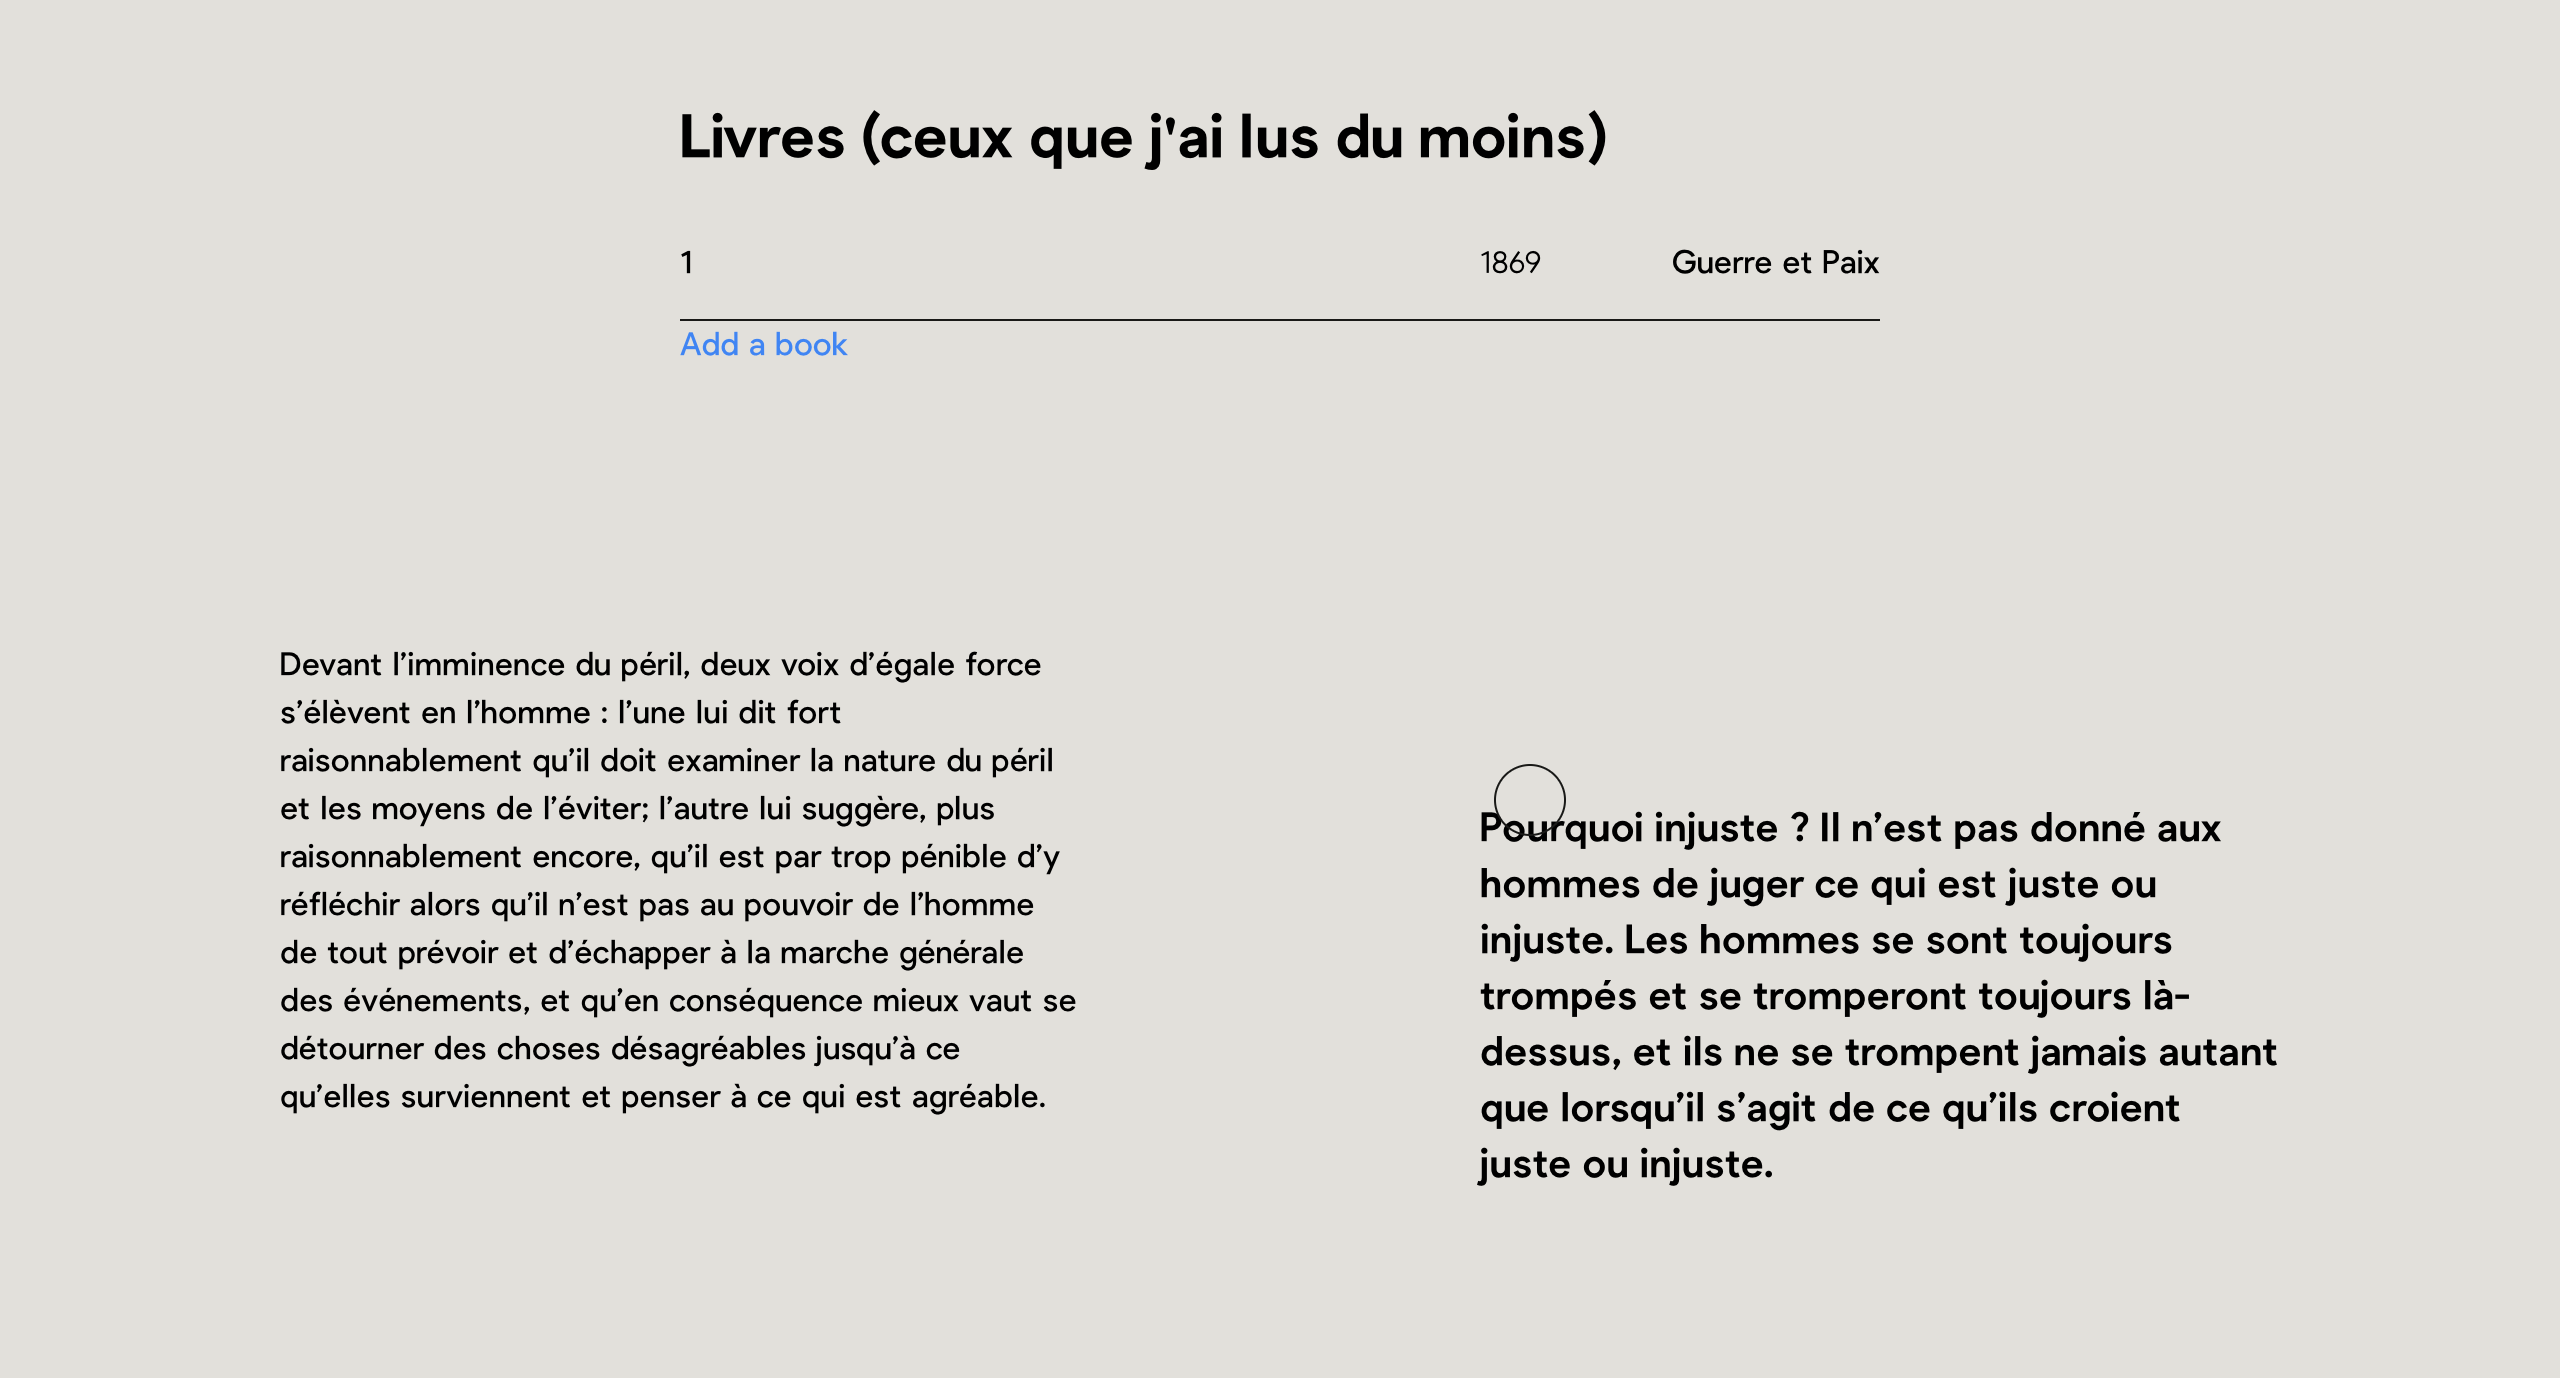 Livres (ceux que j'ai lus du moins)
1 1869 Guerre et Paix
Add a book
Devant l’imminence du péril, deux voix d’égale force
s’élèvent en l’homme : l’une lui dit fort
raisonnablement qu’il doit examiner la nature du péril
et les moyens de l’éviter; l’autre lui suggère, plus
raisonnablement encore, qu’il est par trop pénible d’y
réfléchir alors qu’il n’est pas au pouvoir de l’homme
de tout prévoir et d’échapper à la marche générale
des événements, et qu’en conséquence mieux vaut se
détourner des choses désagréables jusqu’à ce
qu’elles surviennent et penser à ce qui est agréable.
Pourquoi injuste ? Il n’est pas donné aux
hommes de juger ce qui est juste ou
injuste. Les hommes se sont toujours
trompés et se tromperont toujours là-
dessus, et ils ne se trompent jamais autant
que lorsqu’il s’agit de ce qu’ils croient
juste ou injuste.